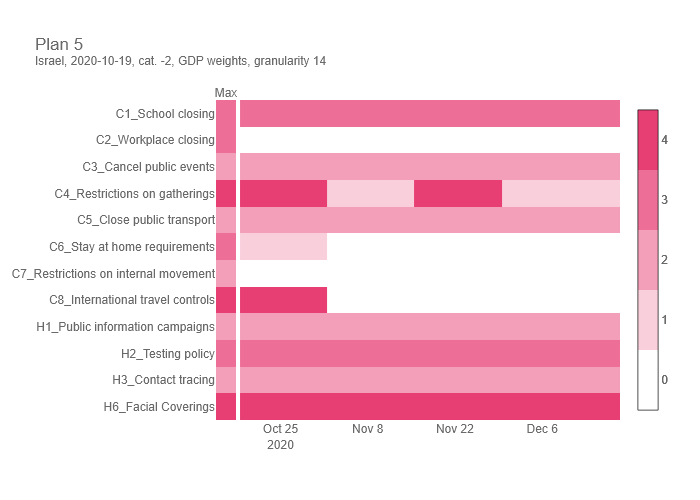 Plan 5
Israel, 2020-10-19, cat. -2, GDP weights, granularity 14
Max
C1_School closing
C2_Workplace closing
C3_Cancel public events
C4_Restrictions on gatherings
C5_Close public transport
C6_Stay at home requirements
C7_Restrictions on internal movement
C8_International travel controls
H1_Public information campaigns
H2_Testing policy
H3_Contact tracing
H6_Facial Coverings
Oct 25 Nov 8 Nov 22 Dec 6
2020
4
3
2
1
0